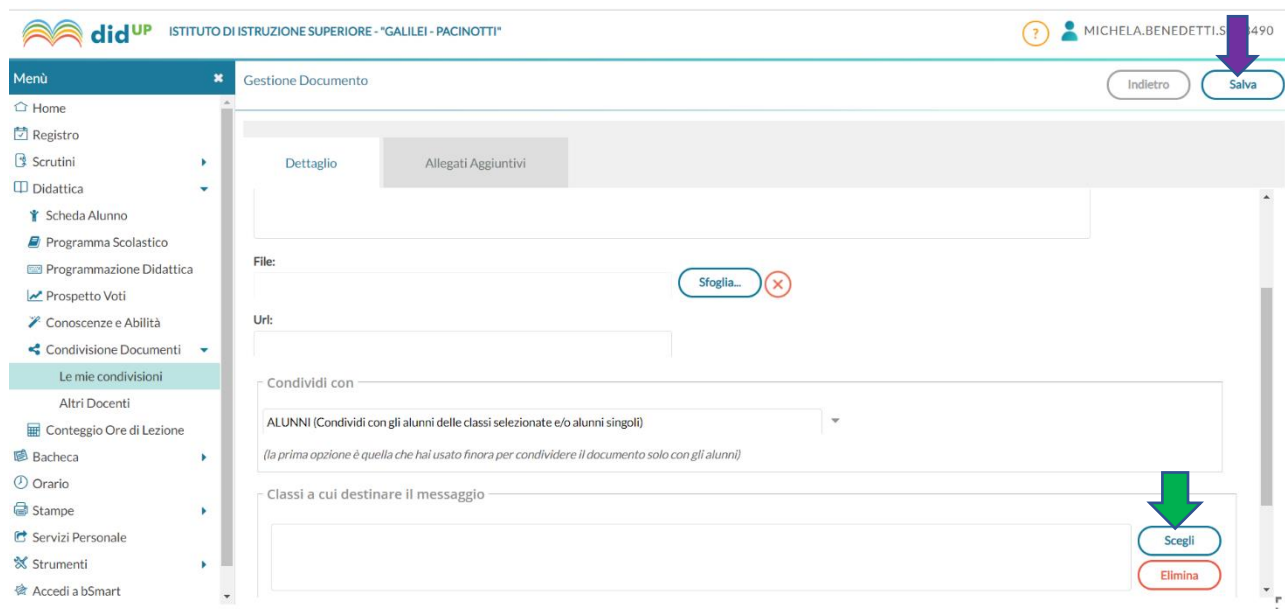 didUP ISTITUTO DI ISTRUZIONE SUPERIORE - "GALILEI - PACINOTTI"
? MICHELA.BENEDETTI.S 3490
Menù
Gestione Documento
Indietro
Salva
Home
Registro
Scrutini
Didattica
Scheda Alunno
Programma Scolastico
Programmazione Didattica
Prospetto Voti
Conoscenze e Abilità
Condivisione Documenti
Le mie condivisioni
Altri Docenti
Conteggio Ore di Lezione
Bacheca
Orario
Stampe
Servizi Personale
Strumenti
Accedi a bSmart
Dettaglio
Allegati Aggiuntivi
File:
Sfoglia...
Url:
Condividi con
ALUNNI (Condividi con gli alunni delle classi selezionate e/o alunni singoli)
(la prima opzione è quella che hai usato finora per condividere il documento solo con gli alunni)
Classi a cui destinare il messaggio
Scegli
Elimina